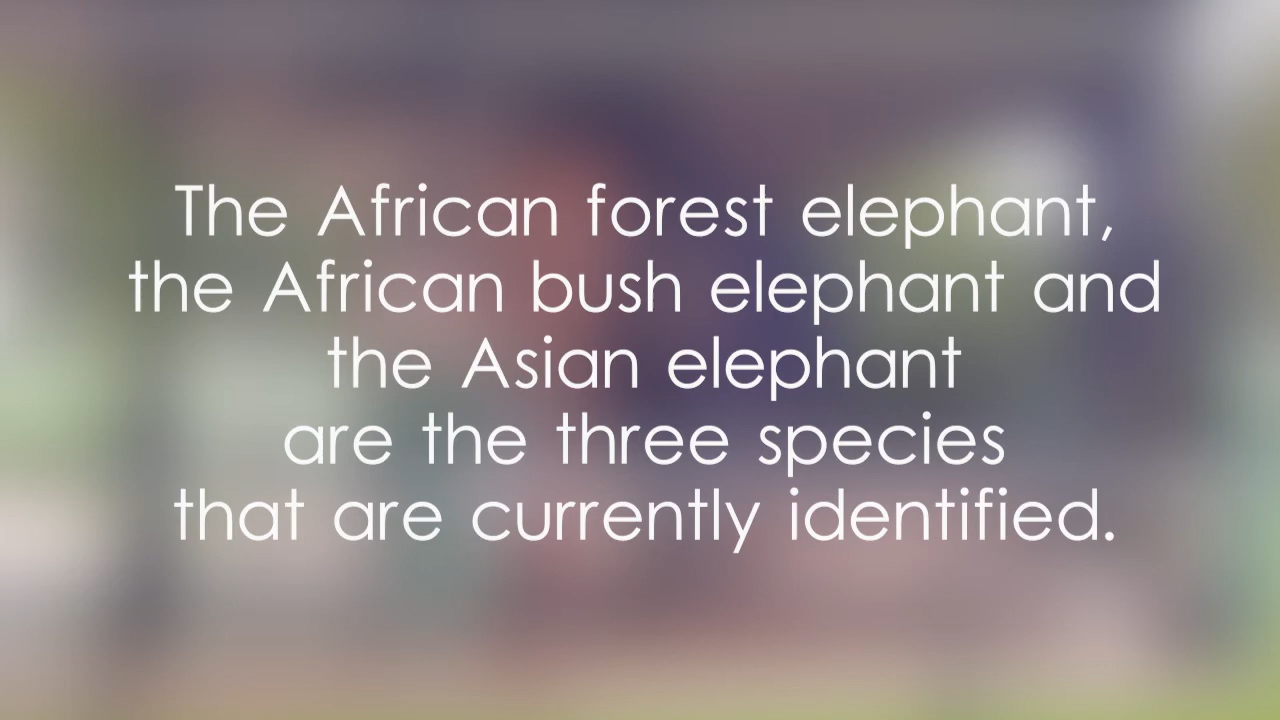 The African forest elephant,
the African bush elephant and
the Asian elephant
are the three species
that are currently identified.